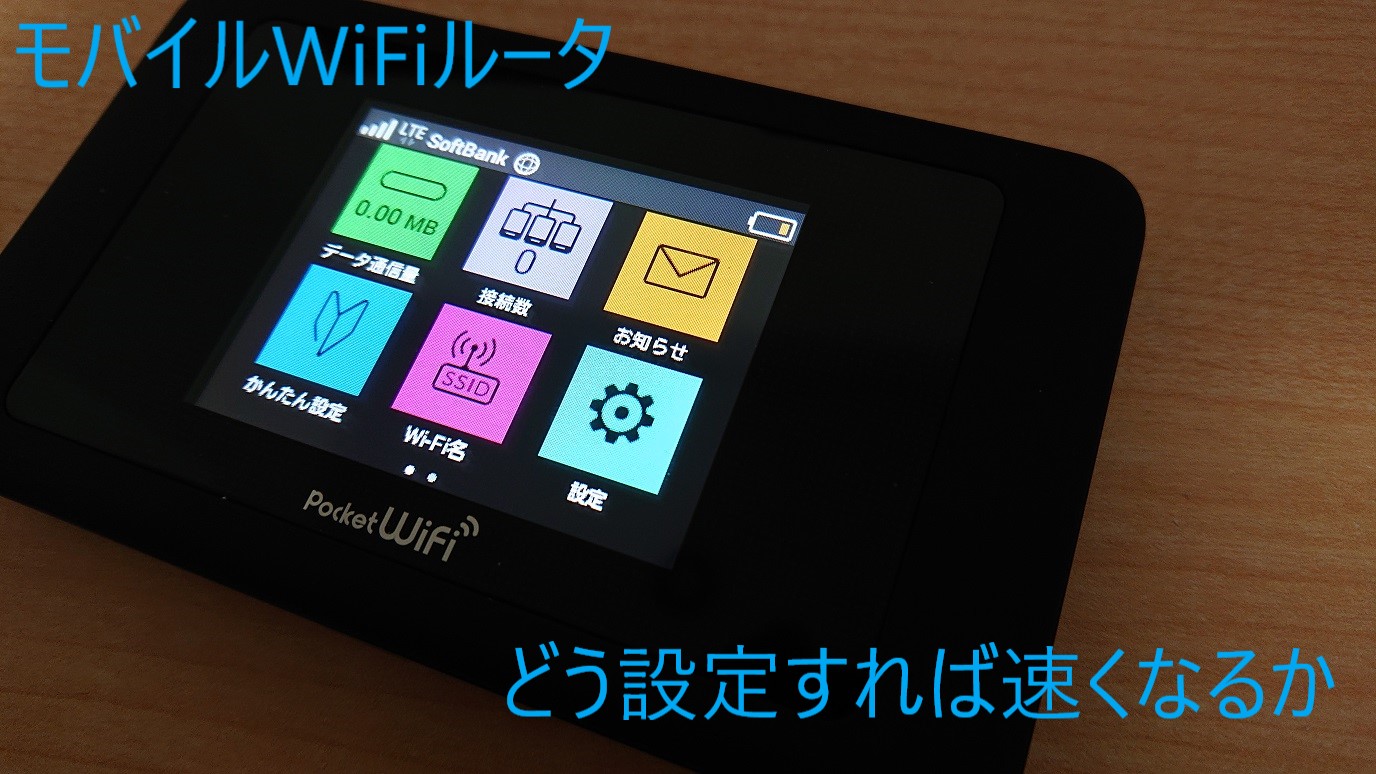 モバイルWiFiルータ
LTE
SoftBank
0.00 MB
データ通信量
0
接続数
お知らせ
かんたん設定
SSID
Wi-Fi名
設定
Pocket WiFi
どう設定すれば速くなるか